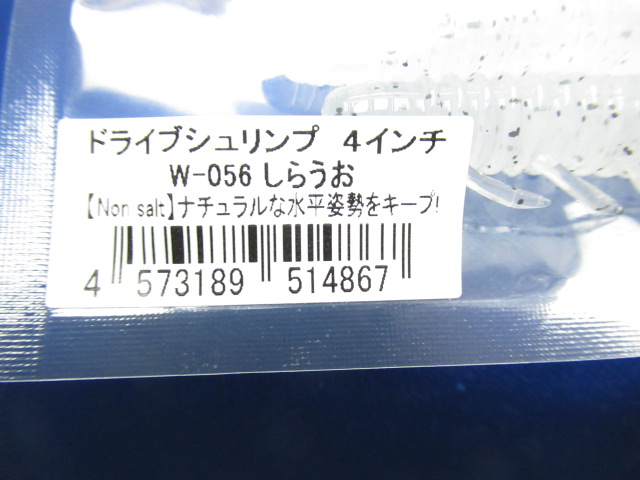 ドライブシュリンプ 4インチ
W-056 しらうお
【Non salt】ナチュラルな水平姿勢をキープ!
4 573189 514867